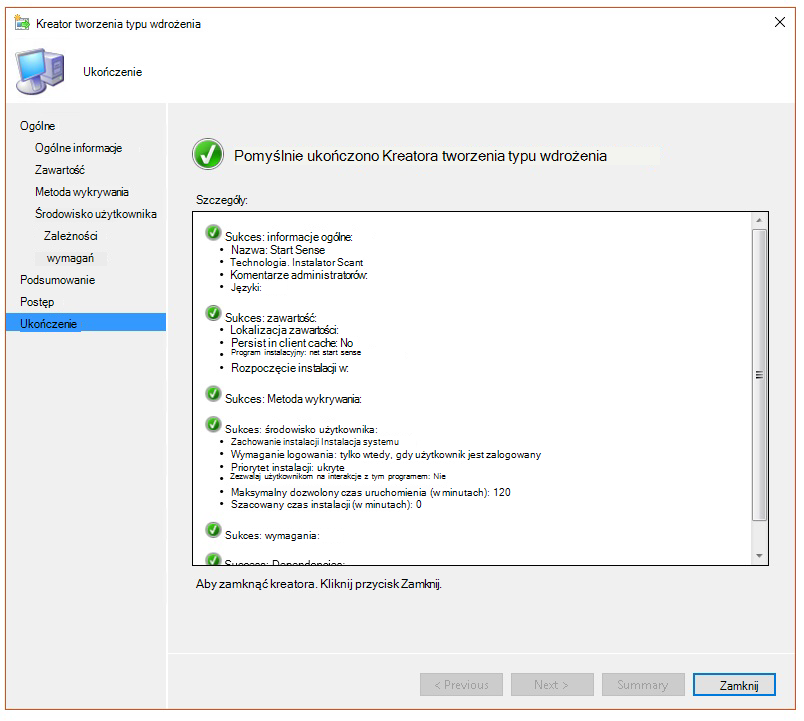 Kreator tworzenia typu wdrożenia
Ukończenie
Ogólne
Ogólne informacje
Zawartość
Metoda wykrywania
Środowisko użytkownika
Zależności
wymagań
Podsumowanie
Postęp
Ukończenie
Pomyślnie ukończono Kreatora tworzenia typu wdrożenia
Szczegóły:
Sukces: informacje ogólne:
• Nazwa: Start Sense
• Technologia. Instalator Scant
• Komentarze administratorów:
• Języki:
Sukces: zawartość:
• Lokalizacja zawartości:
• Persist in client cache: No
• Program instalacyjny: net start sense
• Rozpoczęcie instalacji w:
Sukces: Metoda wykrywania:
Sukces: środowisko użytkownika:
• Zachowanie instalacji Instalacja systemu
• Wymaganie logowania: tylko wtedy, gdy użytkownik jest zalogowany
• Priorytet instalacji: ukryte
• Zezwalaj użytkownikom na interakcje z tym programem: Nie
• Maksymalny dozwolony czas uruchomienia (w minutach): 120
• Szacowany czas instalacji (w minutach): 0
Sukces: wymagania:
Success: Dependencies:
Aby zamknąć kreatora. Kliknij przycisk Zamknij.
< Previous
Next >
Summary
Zamknij